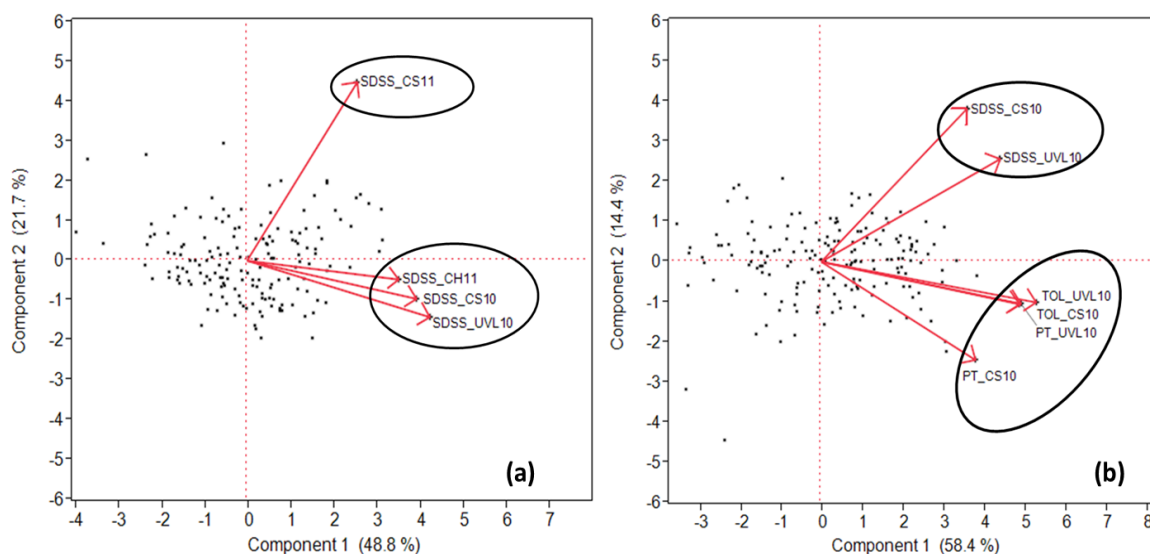 6
5
4
3
2
1
0
-1
-2
-3
-4
-5
-6
Component 2 (21.7 %)
SDSS_CS11
SDSS_CH11
SDSS_CS10
SDSS_UVL10
(a)
-4 -3 -2 -1 0 1 2 3 4 5 6 7
Component 1 (48.8 %)
6
5
4
3
2
1
0
-1
-2
-3
-4
-5
-6
Component 2 (14.4 %)
SDSS_CS10
SDSS_UVL10
TOL_UVL10
TOL_CS10
PT_UVL10
PT_CS10
(b)
-3 -2 -1 0 1 2 3 4 5 6 7 8
Component 1 (58.4 %)